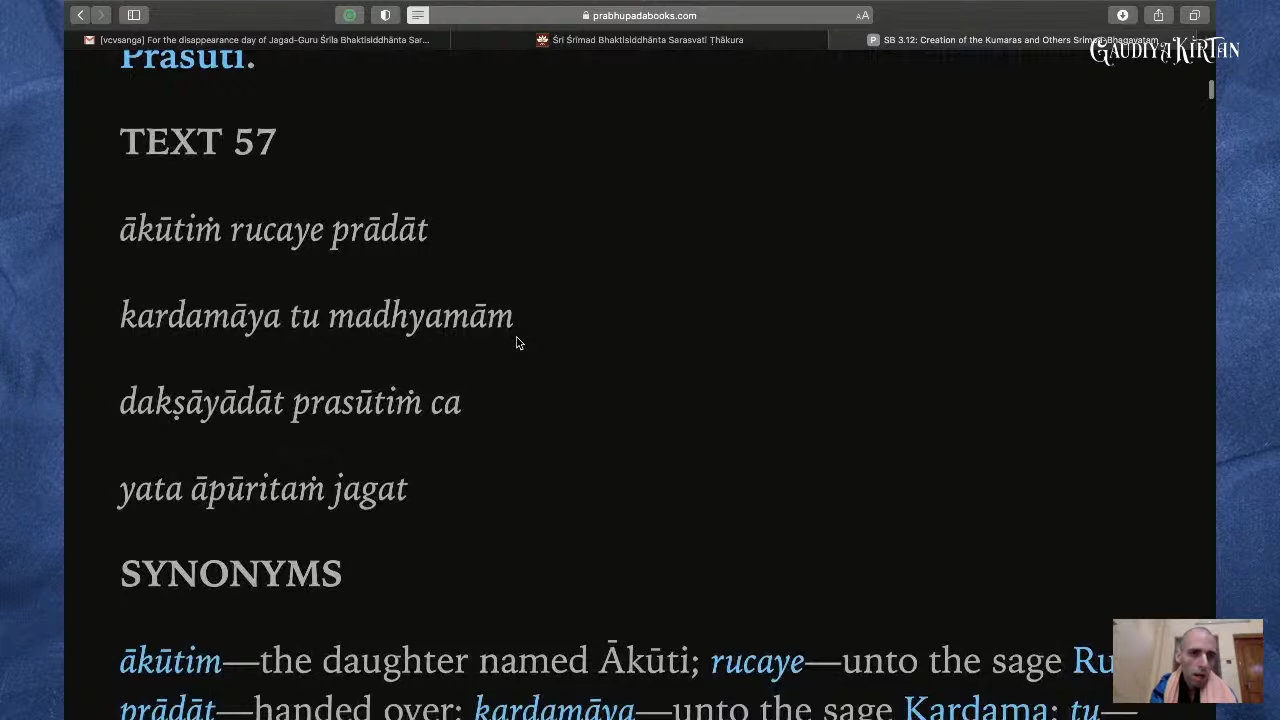 prabhupadabooks.com
AA
[vcvsanga] For the disappearance day of Jagad-Guru Śrīla Bhaktisiddhānta Sar...
Śrī Śrīmad Bhaktisiddhānta Sarasvatī Ṭhākura
SB 3.12: Creation of the Kumaras and Others Srimad-Bhagavatam
GAUDIYA KIRTAN
Prasūti.
TEXT 57
ākūtiṁ rucaye prādāt
kardamāya tu madhyamām
dakṣāyādāt prasūtiṁ ca
yata āpūritaṁ jagat
SYNONYMS
ākūtim—the daughter named Ākūti; rucaye—unto the sage Ru
prādāt—handed over; kardamāya—unto the sage Kardama; tu—